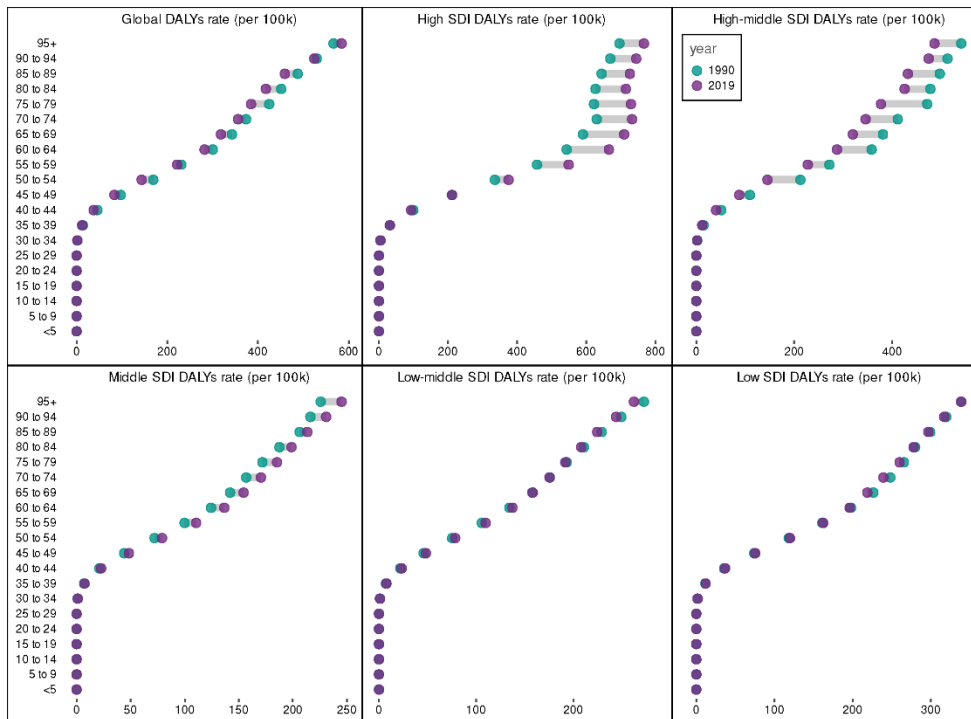 Global DALYs rate (per 100k)
High SDI DALYs rate (per 100k)
High-middle SDI DALYs rate (per 100k)
95+
90 to 94
85 to 89
80 to 84
75 to 79
70 to 74
65 to 69
60 to 64
55 to 59
50 to 54
45 to 49
40 to 44
35 to 39
30 to 34
25 to 29
20 to 24
15 to 19
10 to 14
5 to 9
<5
year
1990
2019
0 200 400 600
0 200 400 600 800
0 200 400
Middle SDI DALYs rate (per 100k)
Low-middle SDI DALYs rate (per 100k)
Low SDI DALYs rate (per 100k)
95+
90 to 94
85 to 89
80 to 84
75 to 79
70 to 74
65 to 69
60 to 64
55 to 59
50 to 54
45 to 49
40 to 44
35 to 39
30 to 34
25 to 29
20 to 24
15 to 19
10 to 14
5 to 9
<5
0 50 100 150 200 250
0 100 200
0 100 200 300